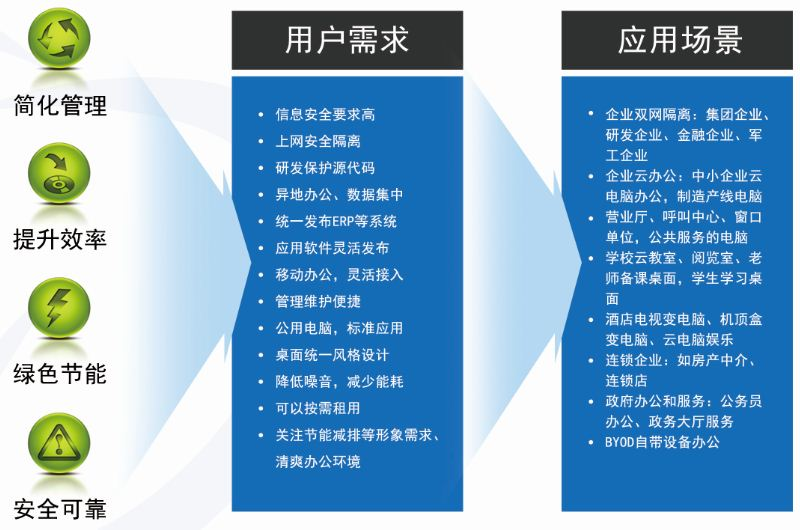 简化管理
提升效率
绿色节能
安全可靠
用户需求
• 信息安全要求高
• 上网安全隔离
• 研发保护源代码
• 异地办公、数据集中
• 统一发布ERP等系统
• 应用软件灵活发布
• 移动办公，灵活接入
• 管理维护便捷
• 公用电脑，标准应用
• 桌面统一风格设计
• 降低噪音，减少能耗
• 可以按需租用
• 关注节能减排等形象需求、
清爽办公环境
应用场景
• 企业双网隔离：集团企业、
研发企业、金融企业、军
工企业
• 企业云办公：中小企业云
电脑办公，制造产线电脑
• 营业厅、呼叫中心、窗口
单位，公共服务的电脑
• 学校云教室、阅览室、老
师备课桌面，学生学习桌
面
• 酒店电视变电脑、机顶盒
变电脑、云电脑娱乐
• 连锁企业：如房产中介、
连锁店
• 政府办公和服务：公务员
办公、政务大厅服务
• BYOD自带设备办公